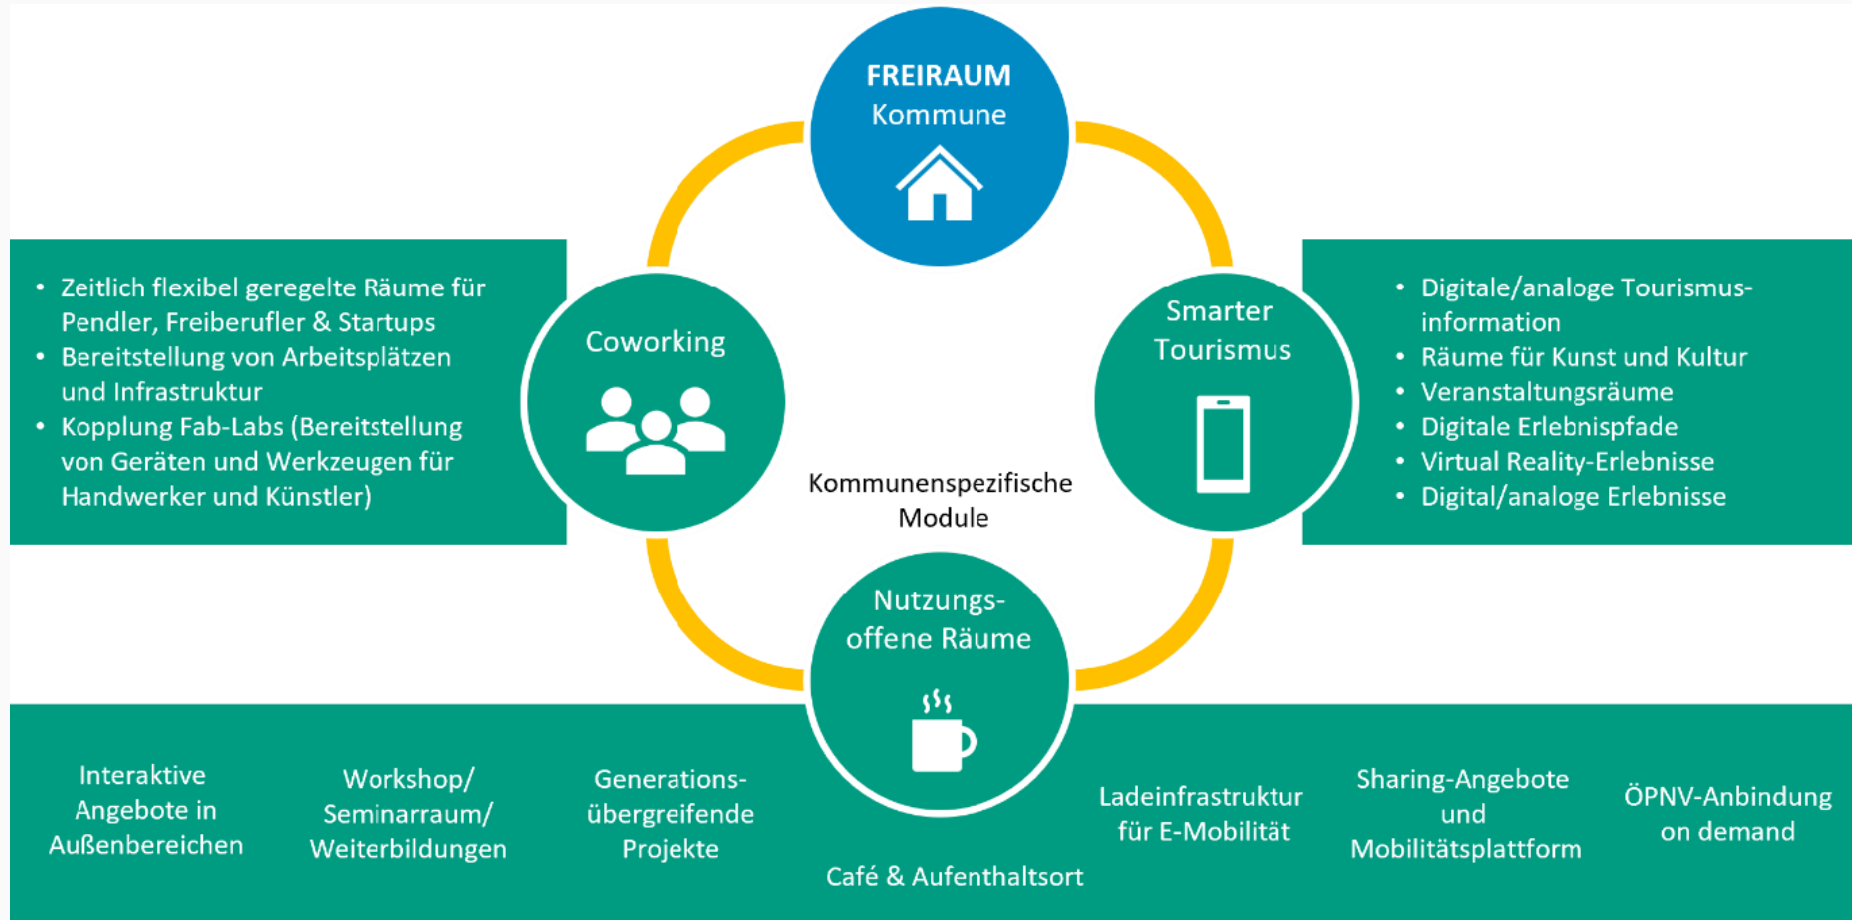 FREIRAUM
Kommune
• Zeitlich flexibel geregelte Räume für
Pendler, Freiberufler & Startups
• Bereitstellung von Arbeitsplätzen
und Infrastruktur
• Kopplung Fab-Labs (Bereitstellung
von Geräten und Werkzeugen für
Handwerker und Künstler)
Coworking
Smarter
Tourismus
• Digitale/analoge Tourismus-
information
• Räume für Kunst und Kultur
• Veranstaltungsräume
• Digitale Erlebnispfade
• Virtual Reality-Erlebnisse
• Digital/analoge Erlebnisse
Kommunenspezifische
Module
Nutzungs-
offene Räume
Interaktive
Angebote in
Außenbereichen
Workshop/
Seminarraum/
Weiterbildungen
Generations-
übergreifende
Projekte
Café & Aufenthaltsort
Ladeinfrastruktur
für E-Mobilität
Sharing-Angebote
und
Mobilitätsplattform
ÖPNV-Anbindung
on demand